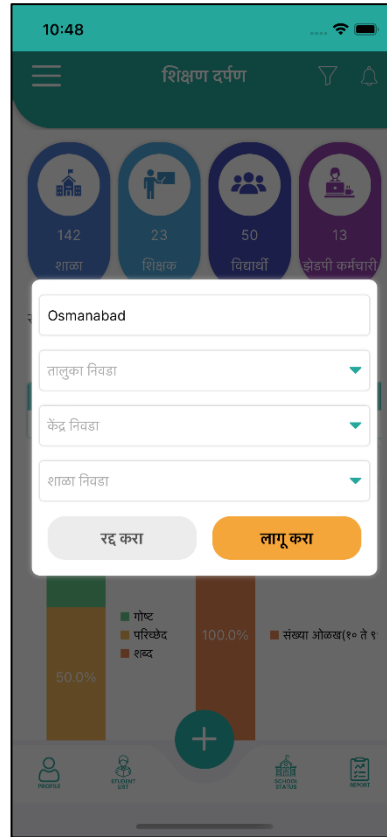 10:48
शिक्षण दर्पण
142
23
50
13
शाळा
शिक्षक
विद्यार्थी
झेडपी कर्मचारी
Osmanabad
तालुका निवडा
केंद्र निवडा
शाळा निवडा
रद्द करा
लागू करा
गोष्ट
परिच्छेद
शब्द
100.0%
संख्या ओळख(१० ते ९
50.0%
PROFILE
STUDENT LIST
SCHOOL STATUS
REPORT